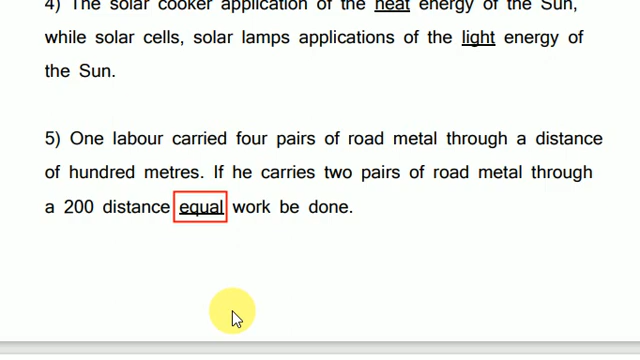 4) The solar cooker application of the heat energy of the Sun,
while solar cells, solar lamps applications of the light energy of
the Sun.
5) One labour carried four pairs of road metal through a distance
of hundred metres. If he carries two pairs of road metal through
a 200 distance equal work be done.